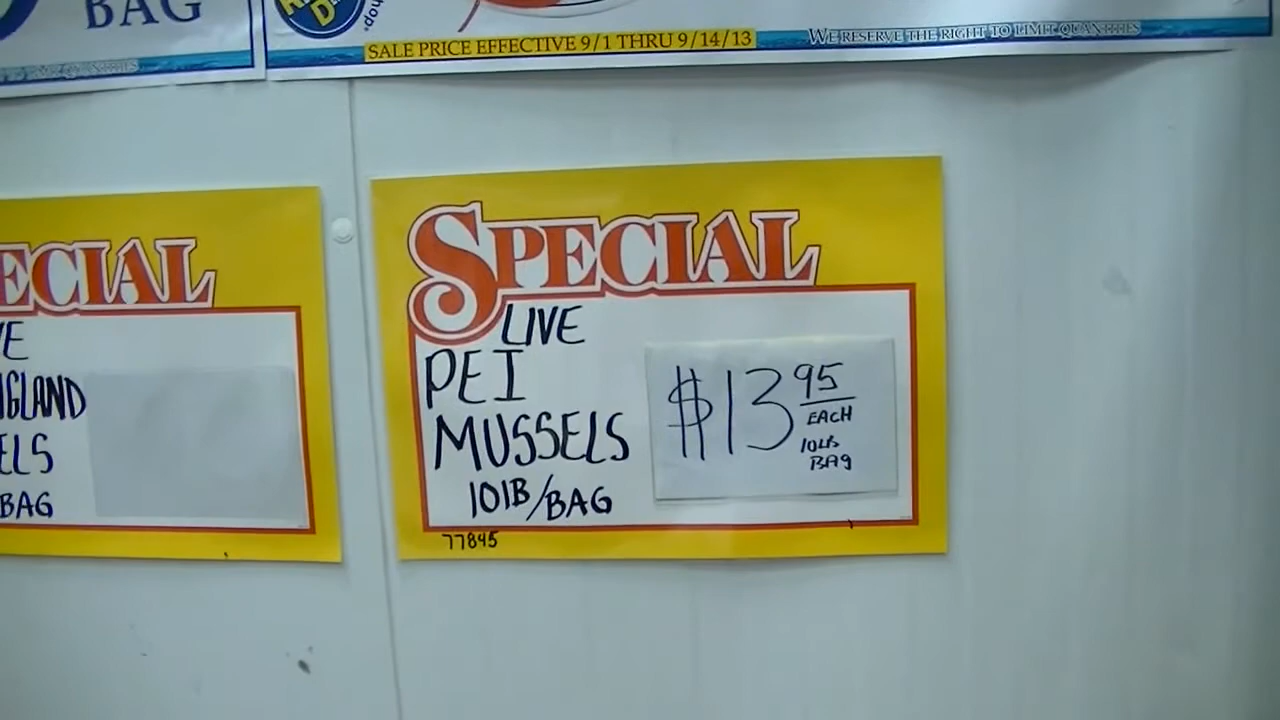 BAG
SALE PRICE EFFECTIVE 9/1 THRU 9/14/13
WE RESERVE THE RIGHT TO LIMIT QUANTITIES
ECIAL
E
GLAND
ELS
BAG
SPECIAL
LIVE
PEI
MUSSELS
10LB/BAG
$13 95
EACH
10LB
BAG
77845